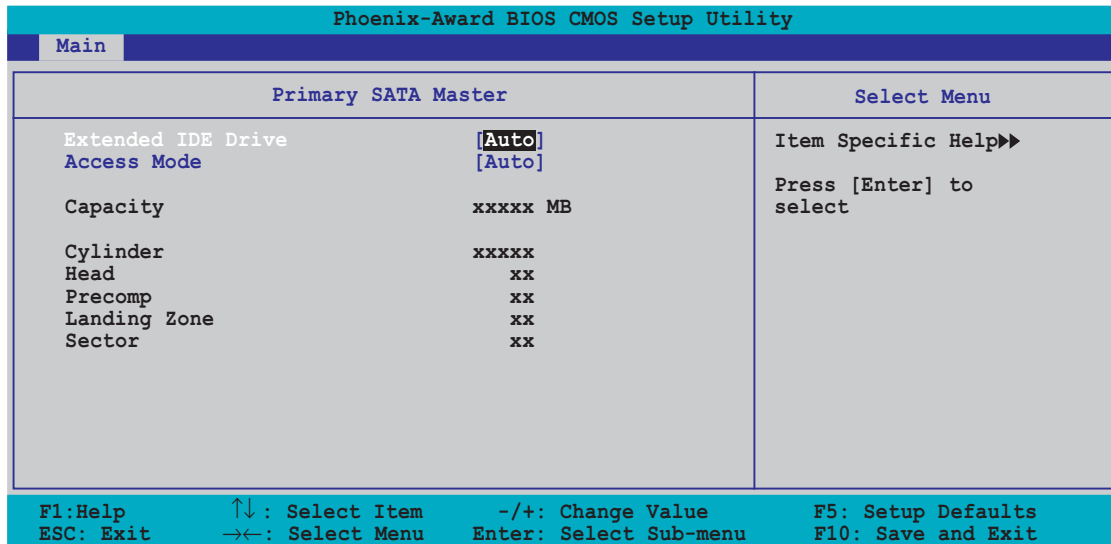 Phoenix-Award BIOS CMOS Setup Utility
Main
Primary SATA Master
Select Menu
Extended IDE Drive [Auto]
Access Mode [Auto]
Capacity xxxxx MB
Cylinder xxxxx
Head xx
Precomp xx
Landing Zone xx
Sector xx
Item Specific Help▶▶
Press [Enter] to
select
F1:Help ↑↓: Select Item -/+: Change Value F5: Setup Defaults
ESC: Exit →←: Select Menu Enter: Select Sub-menu F10: Save and Exit